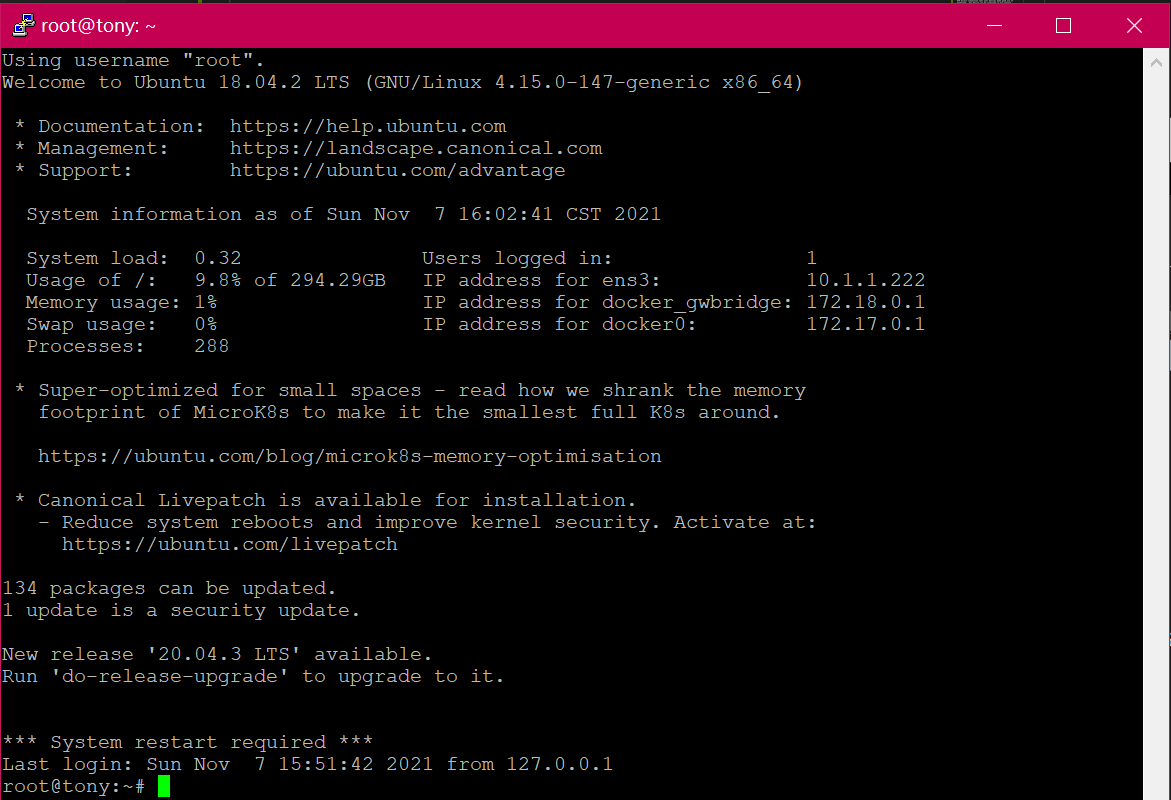 root@tony: ~
Using username "root".
Welcome to Ubuntu 18.04.2 LTS (GNU/Linux 4.15.0-147-generic x86_64)

 * Documentation:  https://help.ubuntu.com
 * Management:     https://landscape.canonical.com
 * Support:        https://ubuntu.com/advantage

  System information as of Sun Nov  7 16:02:41 CST 2021

  System load:  0.32               Users logged in:                1
  Usage of /:   9.8% of 294.29GB   IP address for ens3:            10.1.1.222
  Memory usage: 1%                 IP address for docker_gwbridge: 172.18.0.1
  Swap usage:   0%                 IP address for docker0:         172.17.0.1
  Processes:    288

 * Super-optimized for small spaces - read how we shrank the memory
   footprint of MicroK8s to make it the smallest full K8s around.

   https://ubuntu.com/blog/microk8s-memory-optimisation

 * Canonical Livepatch is available for installation.
   - Reduce system reboots and improve kernel security. Activate at:
     https://ubuntu.com/livepatch

134 packages can be updated.
1 update is a security update.

New release '20.04.3 LTS' available.
Run 'do-release-upgrade' to upgrade to it.


*** System restart required ***
Last login: Sun Nov  7 15:51:42 2021 from 127.0.0.1
root@tony:~#